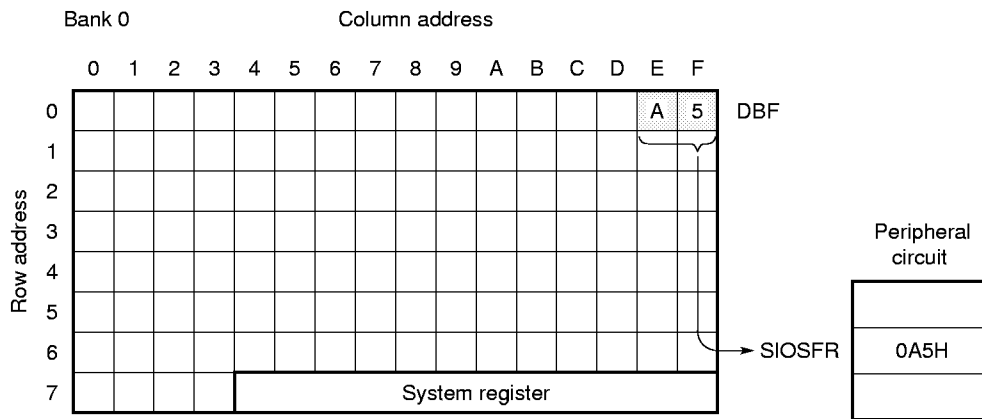 Bank 0 Column address
0 1 2 3 4 5 6 7 8 9 A B C D E F
0 A 5 DBF
1
2
3
4
5
6
7
Row address
System register
Peripheral
circuit
SIOSFR 0A5H